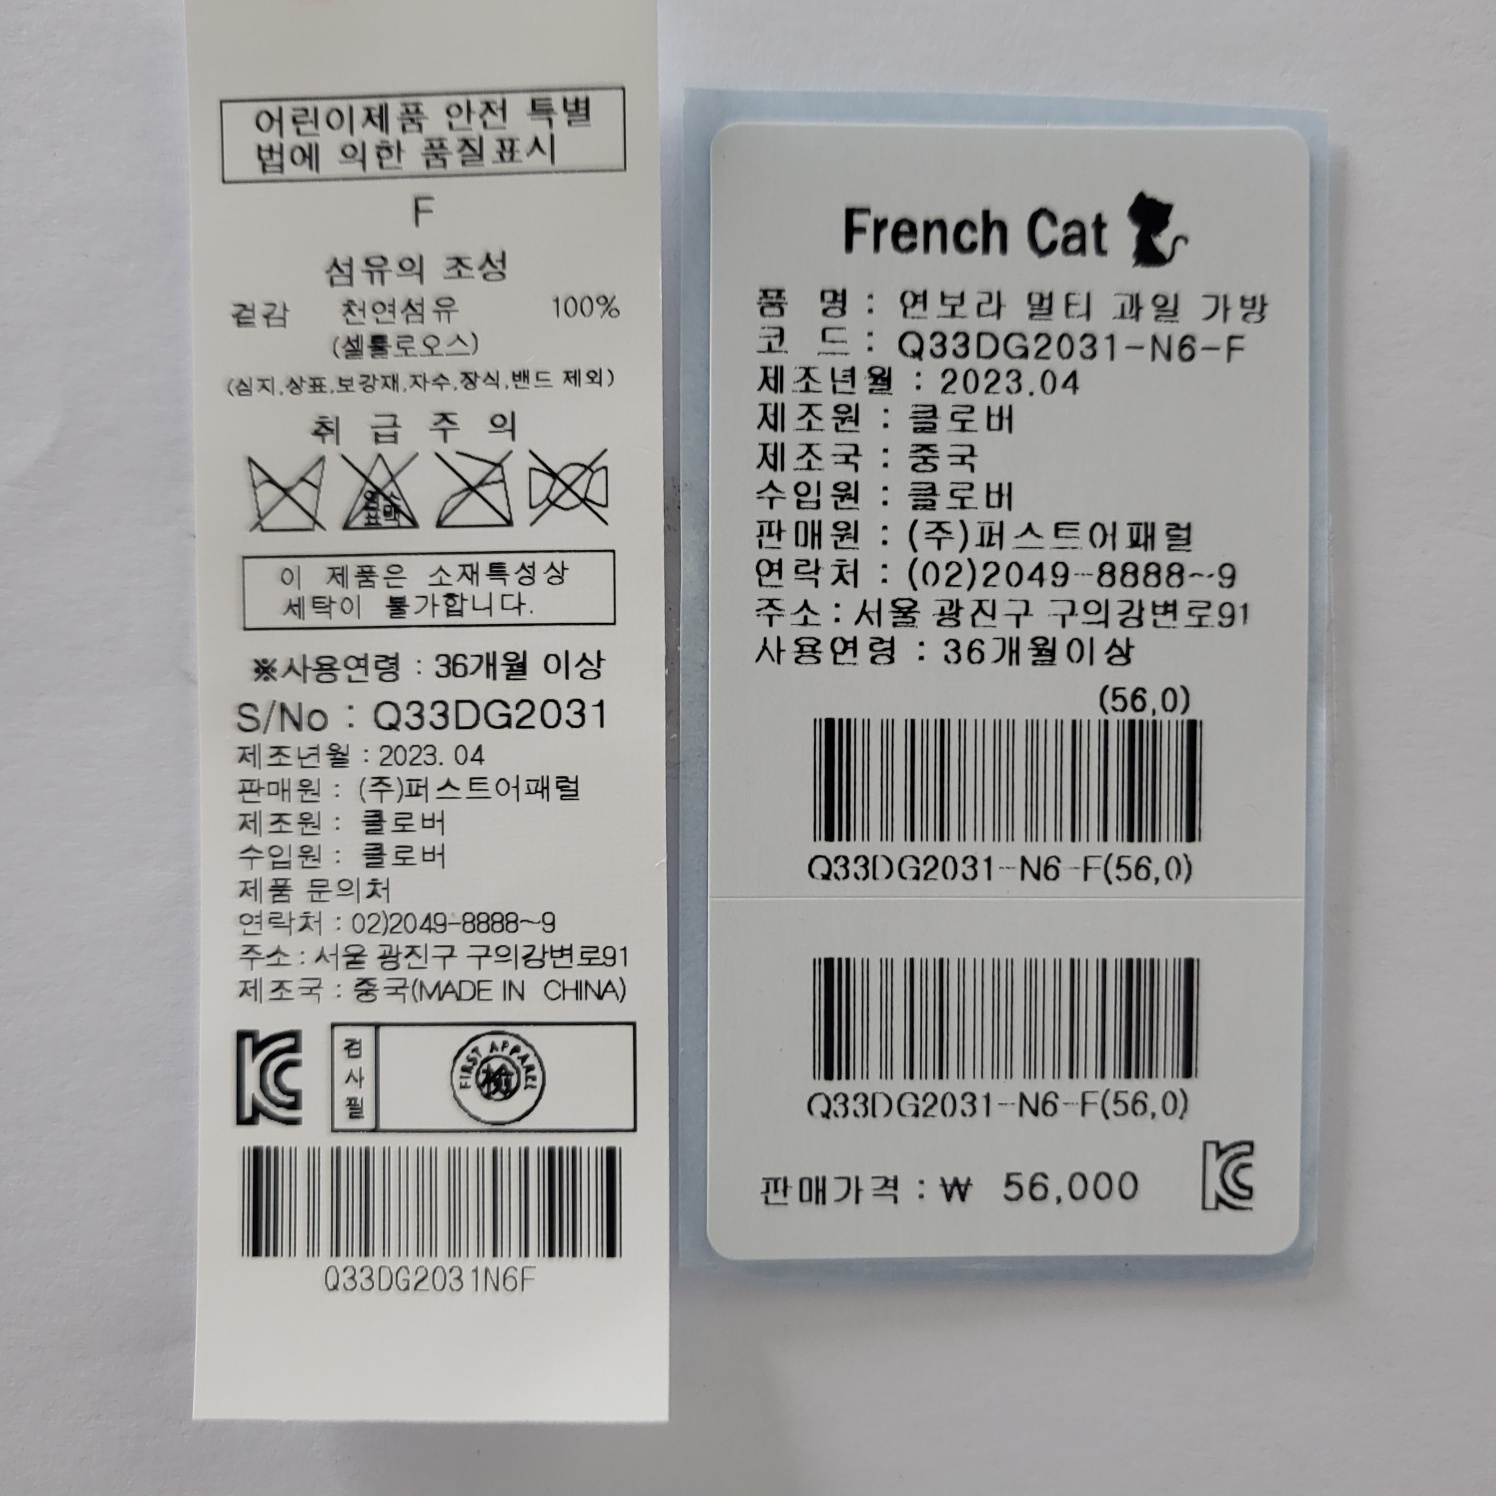 어린이제품 안전 특별
법에 의한 품질표시
F
섬유의 조성
겉감 천연섬유 100%
(셀룰로오스)
(심지,상표,보강재,자수,장식,밴드 제외)
취 급 주 의
염소
표백
이 제품은 소재특성상
세탁이 불가합니다.
※사용연령 : 36개월 이상
S/No : Q33DG2031
제조년월 : 2023. 04
판매원 : (주)퍼스트어패럴
제조원 : 클로버
수입원 : 클로버
제품 문의처
연락처 : 02)2049-8888~9
주소 : 서울 광진구 구의강변로91
제조국 : 중국(MADE IN CHINA)
KC
검
사
필
FIRST APPAREL
檢
Q33DG2031N6F
French Cat
품 명 : 연보라 멀티 과일 가방
코 드 : Q33DG2031-N6-F
제조년월 : 2023.04
제조원 : 클로버
제조국 : 중국
수입원 : 클로버
판매원 : (주)퍼스트어패럴
연락처 : (02)2049-8888~9
주소 : 서울 광진구 구의강변로91
사용연령 : 36개월이상
(56,0)
Q33DG2031-N6-F(56,0)
Q33DG2031-N6-F(56,0)
판매가격 : ₩ 56,000
KC